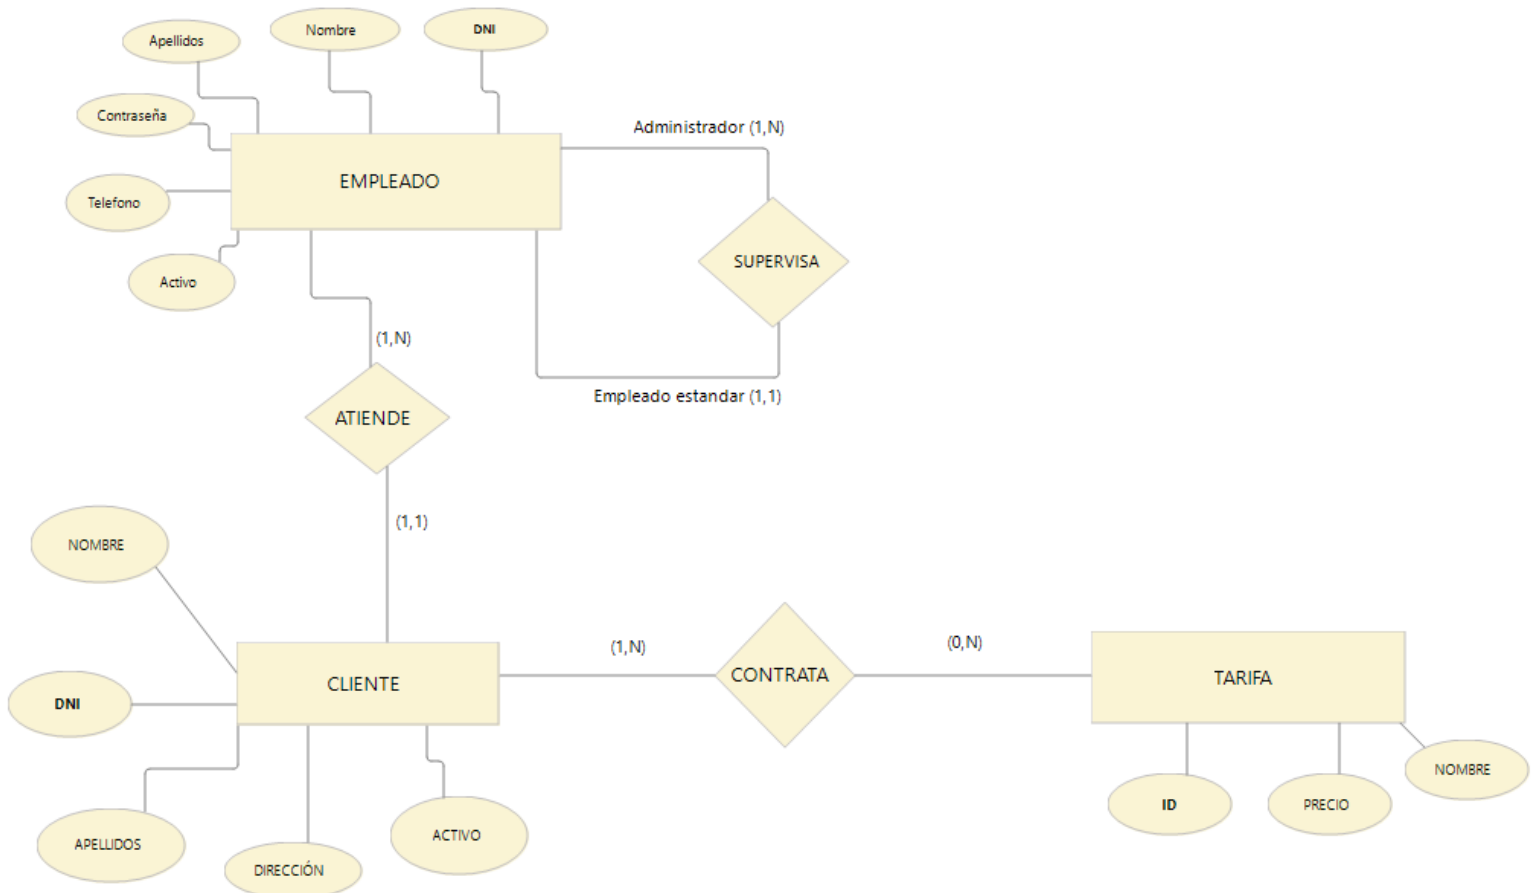 Apellidos
Nombre
DNI
Contraseña
Administrador (1,N)
EMPLEADO
Telefono
SUPERVISA
Activo
(1,N)
Empleado estandar (1,1)
ATIENDE
(1,1)
NOMBRE
(1,N)
(0,N)
CLIENTE
CONTRATA
TARIFA
DNI
NOMBRE
ID
PRECIO
APELLIDOS
ACTIVO
DIRECCIÓN